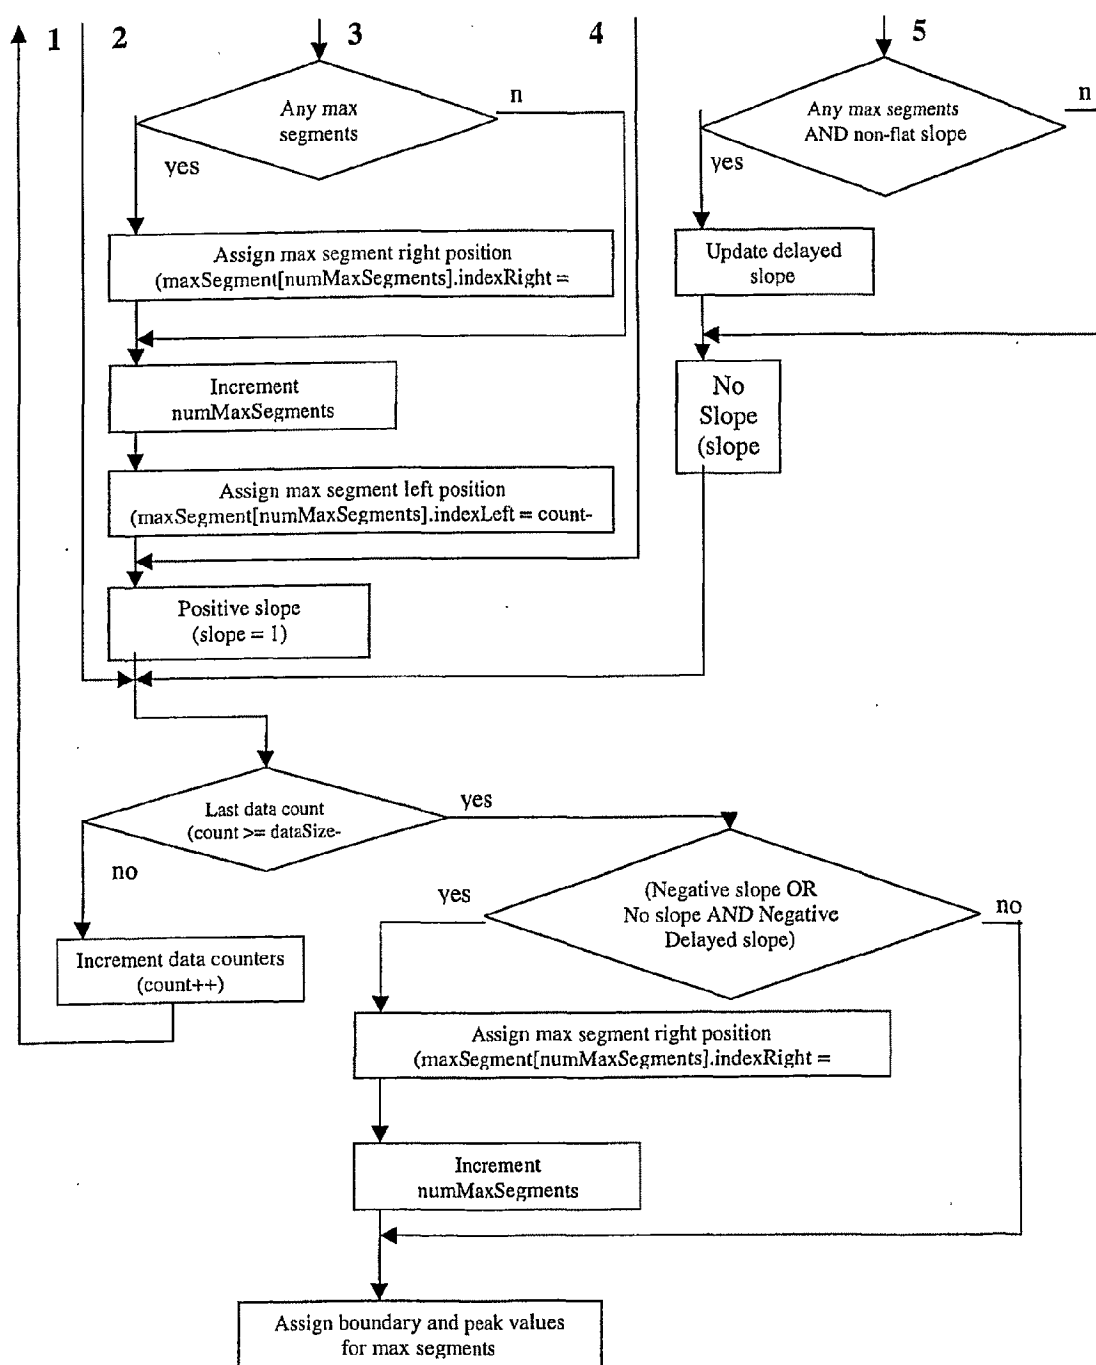 1
2
3
4
5
Any max
segments
n
yes
Any max segments
AND non-flat slope
n
yes
Assign max segment right position
(maxSegment[numMaxSegments].indexRight =
Update delayed
slope
Increment
numMaxSegments
No
Slope
(slope
Assign max segment left position
(maxSegment[numMaxSegments].indexLeft = count-
Positive slope
(slope = 1)
Last data count
(count >= dataSize-
yes
no
(Negative slope OR
No slope AND Negative
Delayed slope)
yes
no
Increment data counters
(count++)
Assign max segment right position
(maxSegment[numMaxSegments].indexRight =
Increment
numMaxSegments
Assign boundary and peak values
for max segments